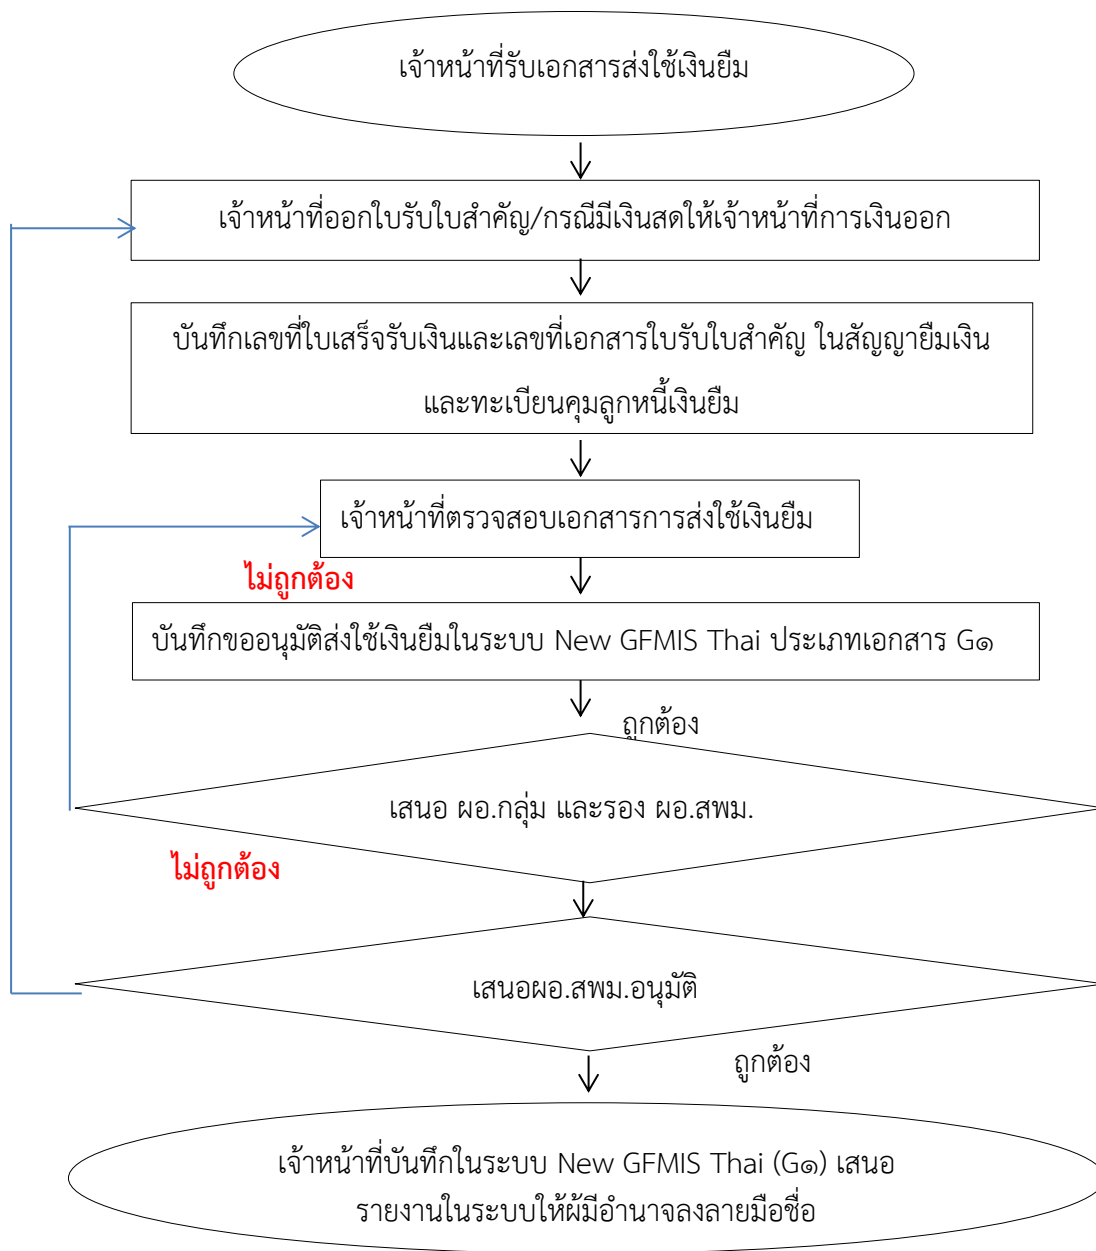 เจ้าหน้าที่รับเอกสารส่งใช้เงินยืม
เจ้าหน้าที่ออกใบรับใบสำคัญ/กรณีมีเงินสดให้เจ้าหน้าที่การเงินออก
บันทึกเลขที่ใบเสร็จรับเงินและเลขที่เอกสารใบรับใบสำคัญ ในสัญญายืมเงิน
และทะเบียนคุมลูกหนี้เงินยืม
เจ้าหน้าที่ตรวจสอบเอกสารการส่งใช้เงินยืม
ไม่ถูกต้อง
บันทึกขออนุมัติส่งใช้เงินยืมในระบบ New GFMIS Thai ประเภทเอกสาร G๑
ถูกต้อง
เสนอ ผอ.กลุ่ม และรอง ผอ.สพม.
ไม่ถูกต้อง
เสนอผอ.สพม.อนุมัติ
ถูกต้อง
เจ้าหน้าที่บันทึกในระบบ New GFMIS Thai (G๑) เสนอ
รายงานในระบบให้ผู้มีอำนาจลงลายมือชื่อ